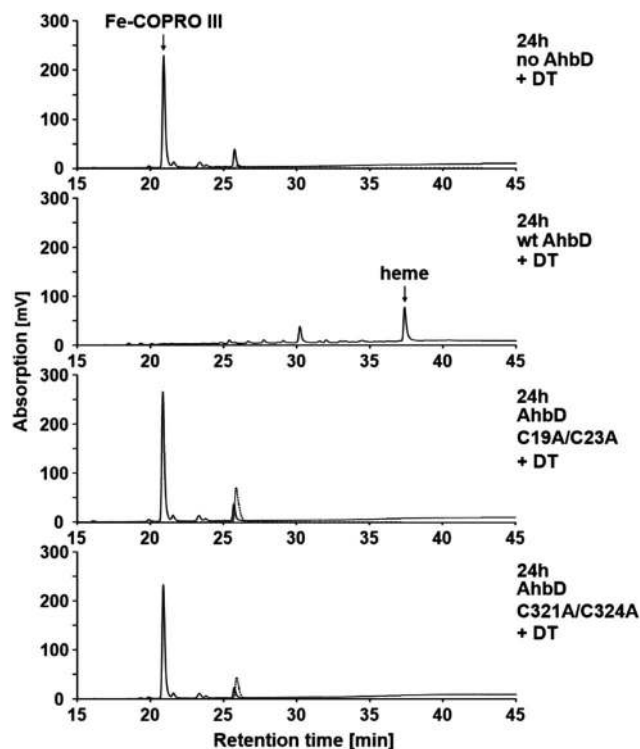 Fe-COPRO III
300
200
100
0
15 20 25 30 35 40 45
24h
no AhbD
+ DT
300
200
100
0
15 20 25 30 35 40 45
heme
24h
wt AhbD
+ DT
300
200
100
0
15 20 25 30 35 40 45
24h
AhbD
C19A/C23A
+ DT
300
200
100
0
15 20 25 30 35 40 45
24h
AhbD
C321A/C324A
+ DT
Absorption [mV]
Retention time [min]